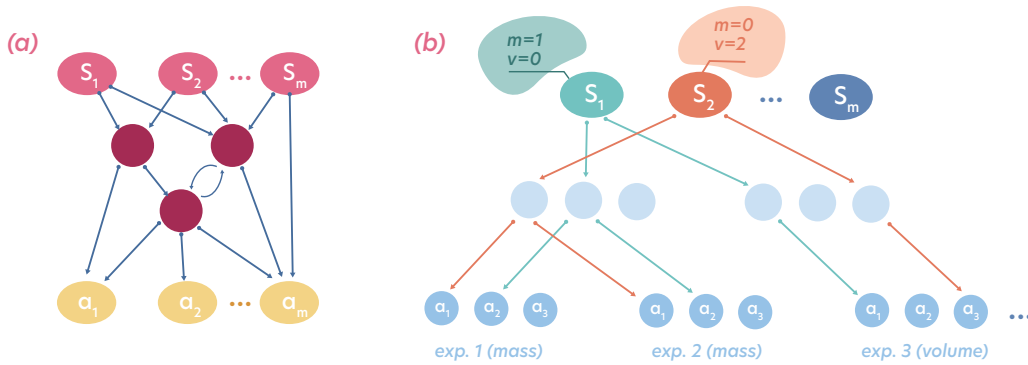 (a)
S1 S2 ... Sm
a1 a2 ... am
(b)
m=1
v=0
m=0
v=2
S1 S2 ... Sm
a1 a2 a3 a1 a2 a3 a1 a2 a3 ...
exp. 1 (mass) exp. 2 (mass) exp. 3 (volume)